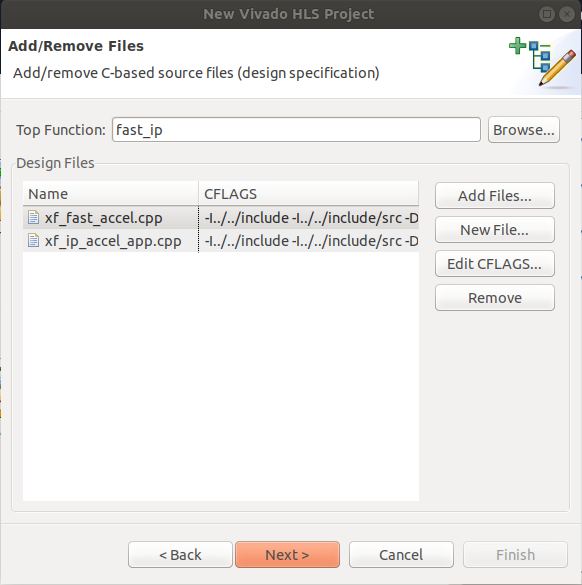 New Vivado HLS Project
Add/Remove Files
Add/remove C-based source files (design specification)
Top Function: fast_ip Browse...
Design Files
Name CFLAGS
xf_fast_accel.cpp -I../../include -I../../include/src -D
xf_ip_accel_app.cpp -I../../include -I../../include/src -D
Add Files...
New File...
Edit CFLAGS...
Remove
< Back Next > Cancel Finish